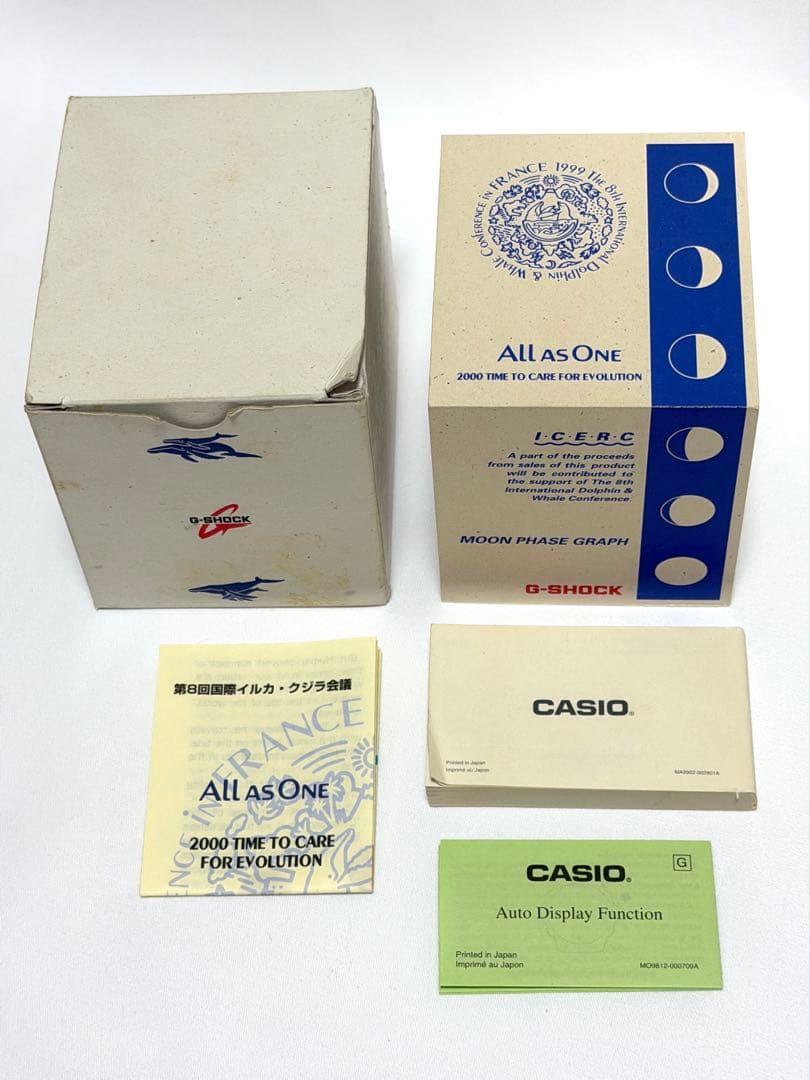 G-SHOCK
CONFERENCE IN FRANCE 1999 The 8th INTERNATIONAL DOLPHIN & WHALE
ALL AS ONE
2000 TIME TO CARE FOR EVOLUTION
I·C·E·R·C
A part of the proceeds
from sales of this product
will be contributed to
the support of The 8th
International Dolphin &
Whale Conference.
MOON PHASE GRAPH
G-SHOCK
第8回国際イルカ・クジラ会議
ENCE iN FRANCE
ALL AS ONE
2000 TIME TO CARE
FOR EVOLUTION
CASIO®
Printed in Japan
Imprimé au Japon
MA9902-002801A
CASIO®
G
Auto Display Function
Printed in Japan
Imprimé au Japon
MO9812-000709A